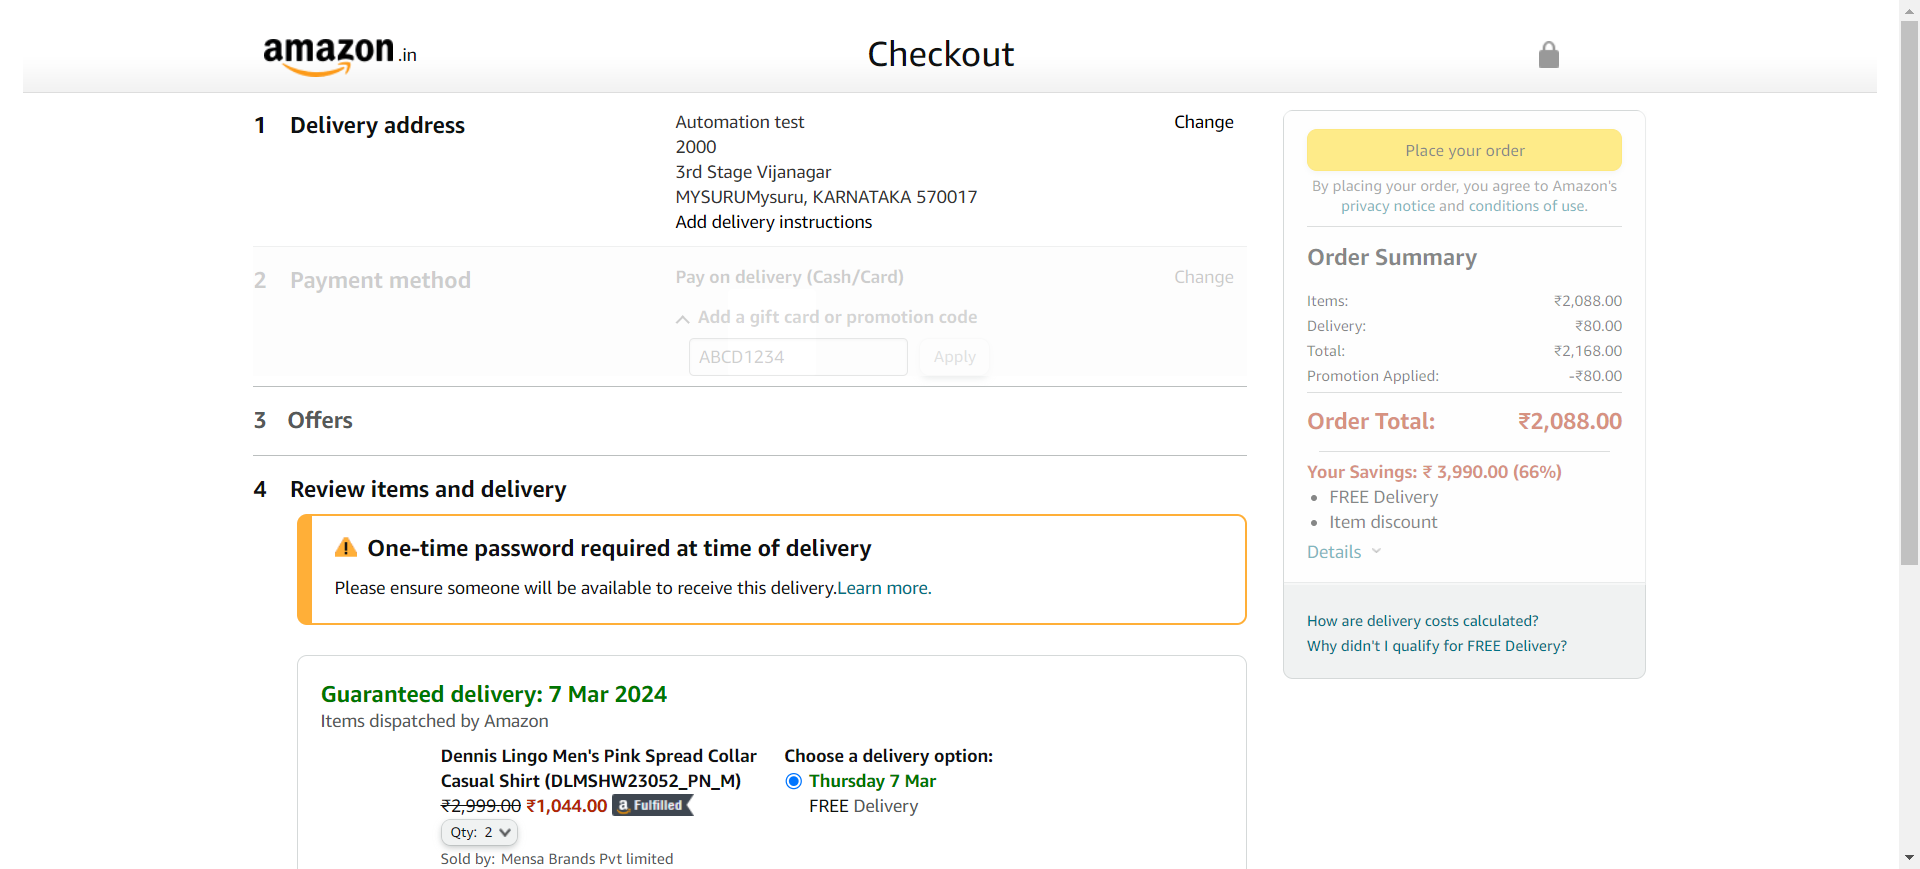 amazon.in
Checkout
1 Delivery address
Automation test
2000
3rd Stage Vijanagar
MYSURUMysuru, KARNATAKA 570017
Add delivery instructions
Change
2 Payment method
Pay on delivery (Cash/Card)
Change
Add a gift card or promotion code
ABCD1234
Apply
3 Offers
4 Review items and delivery
One-time password required at time of delivery
Please ensure someone will be available to receive this delivery.Learn more.
Guaranteed delivery: 7 Mar 2024
Items dispatched by Amazon
Dennis Lingo Men's Pink Spread Collar
Casual Shirt (DLMSHW23052_PN_M)
₹2,999.00 ₹1,044.00 a Fulfilled
Qty: 2
Sold by: Mensa Brands Pvt limited
Choose a delivery option:
Thursday 7 Mar
FREE Delivery
Place your order
By placing your order, you agree to Amazon's
privacy notice and conditions of use.
Order Summary
Items: ₹2,088.00
Delivery: ₹80.00
Total: ₹2,168.00
Promotion Applied: -₹80.00
Order Total: ₹2,088.00
Your Savings: ₹ 3,990.00 (66%)
FREE Delivery
Item discount
Details
How are delivery costs calculated?
Why didn't I qualify for FREE Delivery?